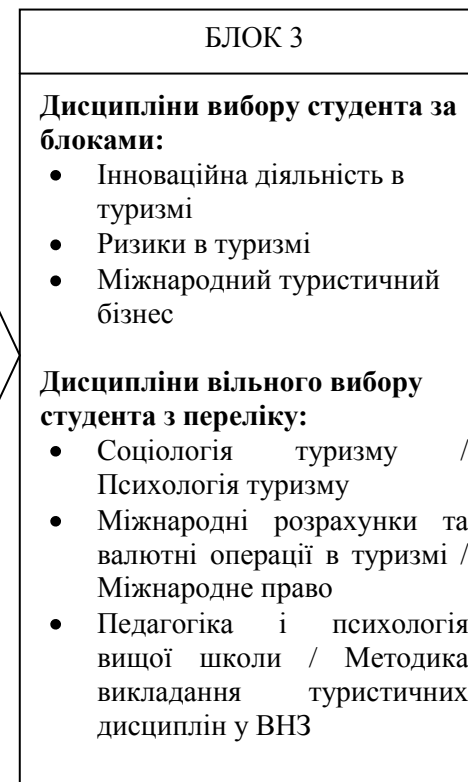 БЛОК 3
Дисципліни вибору студента за
блоками:
• Інноваційна діяльність в
туризмі
• Ризики в туризмі
• Міжнародний туристичний
бізнес
Дисципліни вільного вибору
студента з переліку:
• Соціологія туризму /
Психологія туризму
• Міжнародні розрахунки та
валютні операції в туризмі /
Міжнародне право
• Педагогіка і психологія
вищої школи / Методика
викладання туристичних
дисциплін у ВНЗ